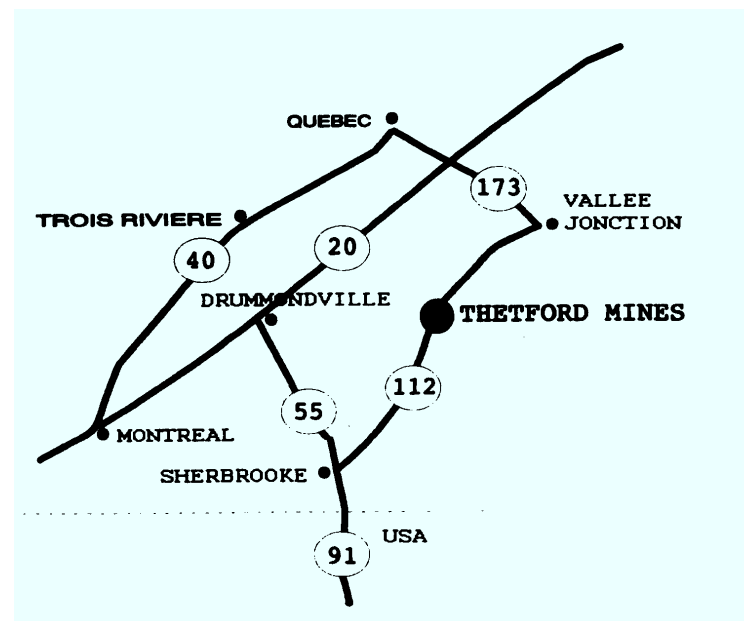 QUEBEC
173
VALLEE
JONCTION
TROIS RIVIERE
20
40
DRUMMONDVILLE
THETFORD MINES
112
55
MONTREAL
SHERBROOKE
USA
91